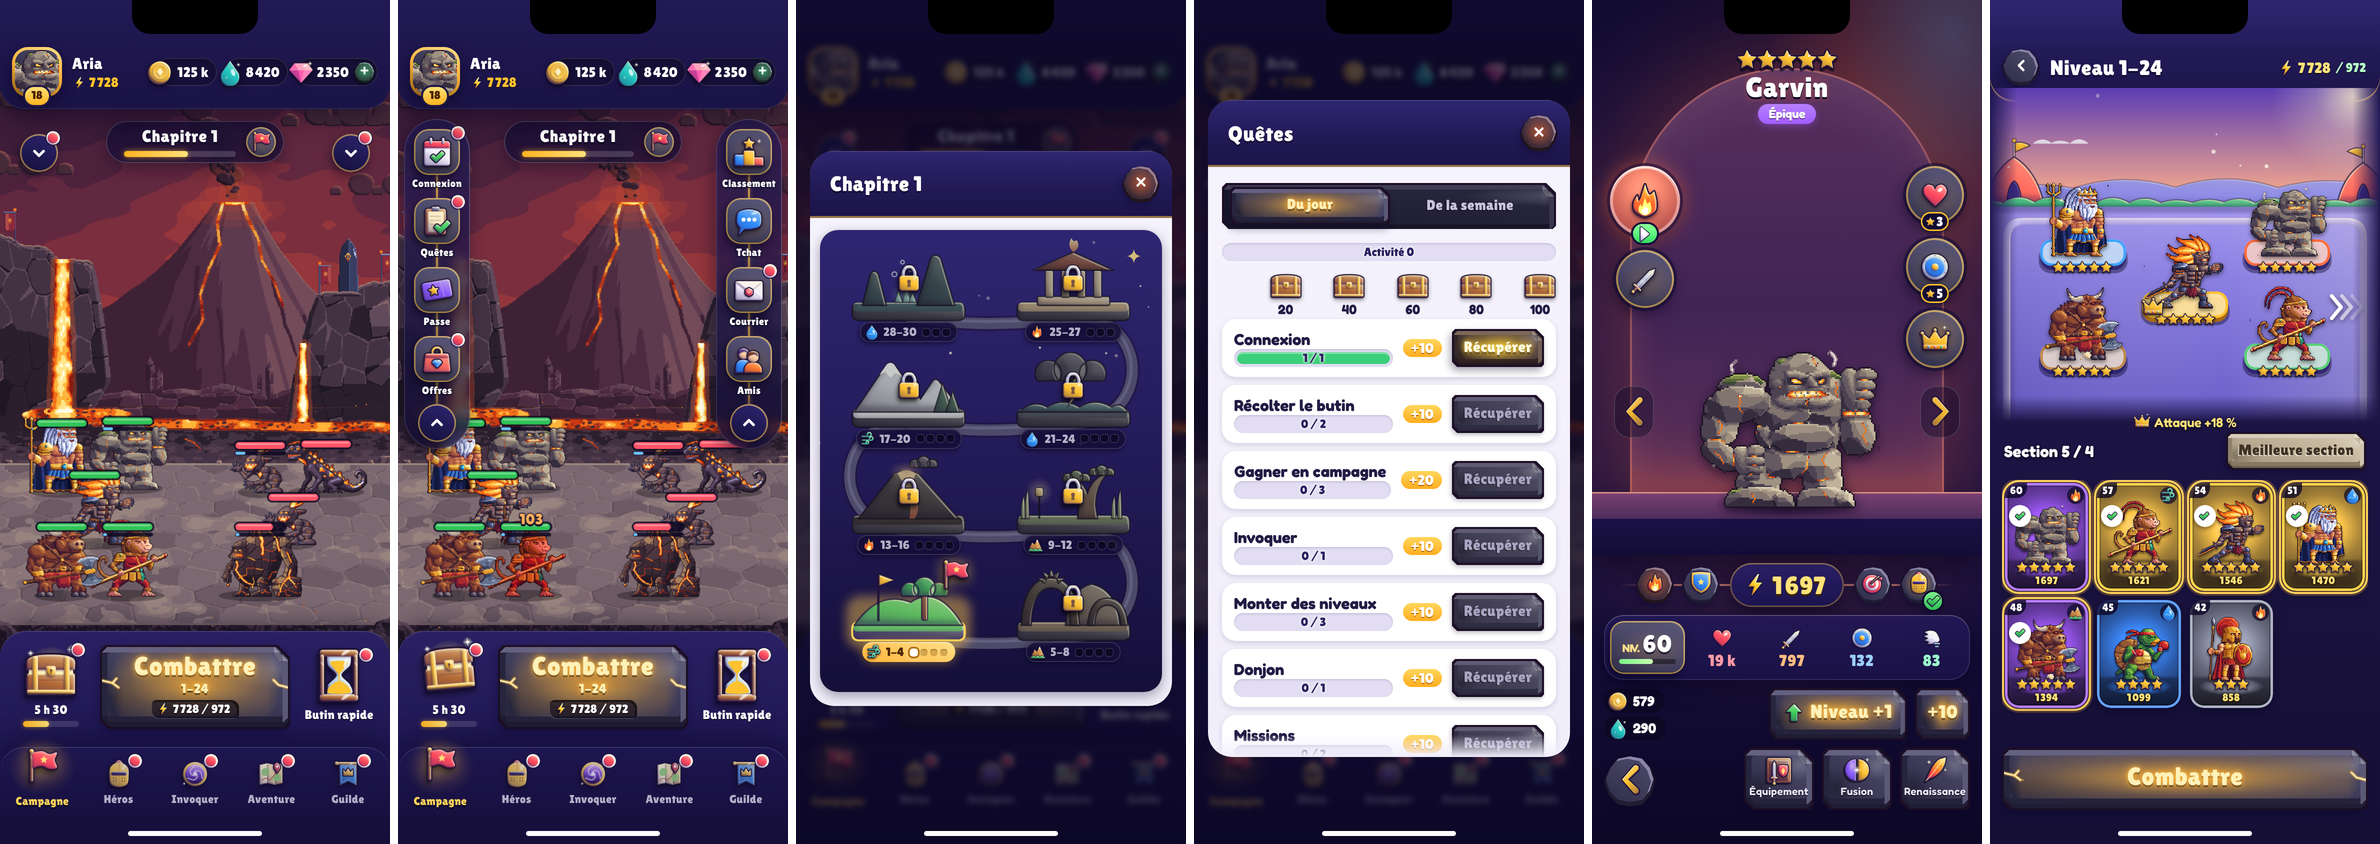 Aria
7728
18
125 k
8420
2350
Chapitre 1
103
5 h 30
Combattre
1-24
7728 / 972
Butin rapide
Campagne
Héros
Invoquer
Aventure
Guilde
Aria
7728
18
125 k
8420
2350
Chapitre 1
Connexion
Quêtes
Passe
Offres
Classement
Tchat
Courrier
Amis
5 h 30
Combattre
1-24
7728 / 972
Butin rapide
Campagne
Héros
Invoquer
Aventure
Guilde
Chapitre 1
28-30
25-27
17-20
21-24
13-16
9-12
1-4
5-8
Quêtes
Du jour
De la semaine
Activité 0
20
40
60
80
100
Connexion
1 / 1
+10
Récupérer
Récolter le butin
0 / 2
+10
Récupérer
Gagner en campagne
0 / 3
+20
Récupérer
Invoquer
0 / 1
+10
Récupérer
Monter des niveaux
0 / 3
+10
Récupérer
Donjon
0 / 1
+10
Récupérer
Missions
+10
Récupérer
Garvin
Épique
3
5
1697
NIV. 60
19 k
797
132
83
579
290
Niveau +1
+10
Équipement
Fusion
Renaissance
Niveau 1-24
7728 / 972
Attaque +18 %
Section 5 / 4
Meilleure section
60
1697
57
1621
54
1546
51
1470
48
1394
45
1099
42
858
Combattre